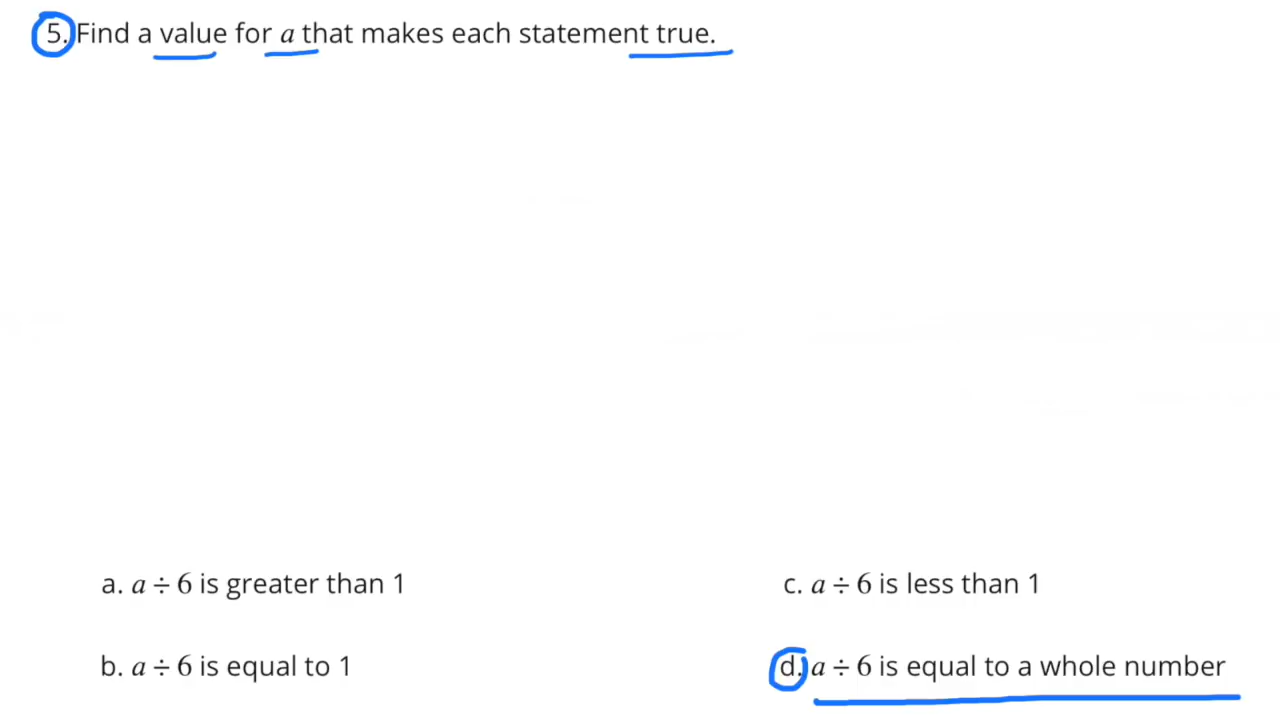 5. Find a value for a that makes each statement true.
a. a ÷ 6 is greater than 1
b. a ÷ 6 is equal to 1
c. a ÷ 6 is less than 1
d. a ÷ 6 is equal to a whole number